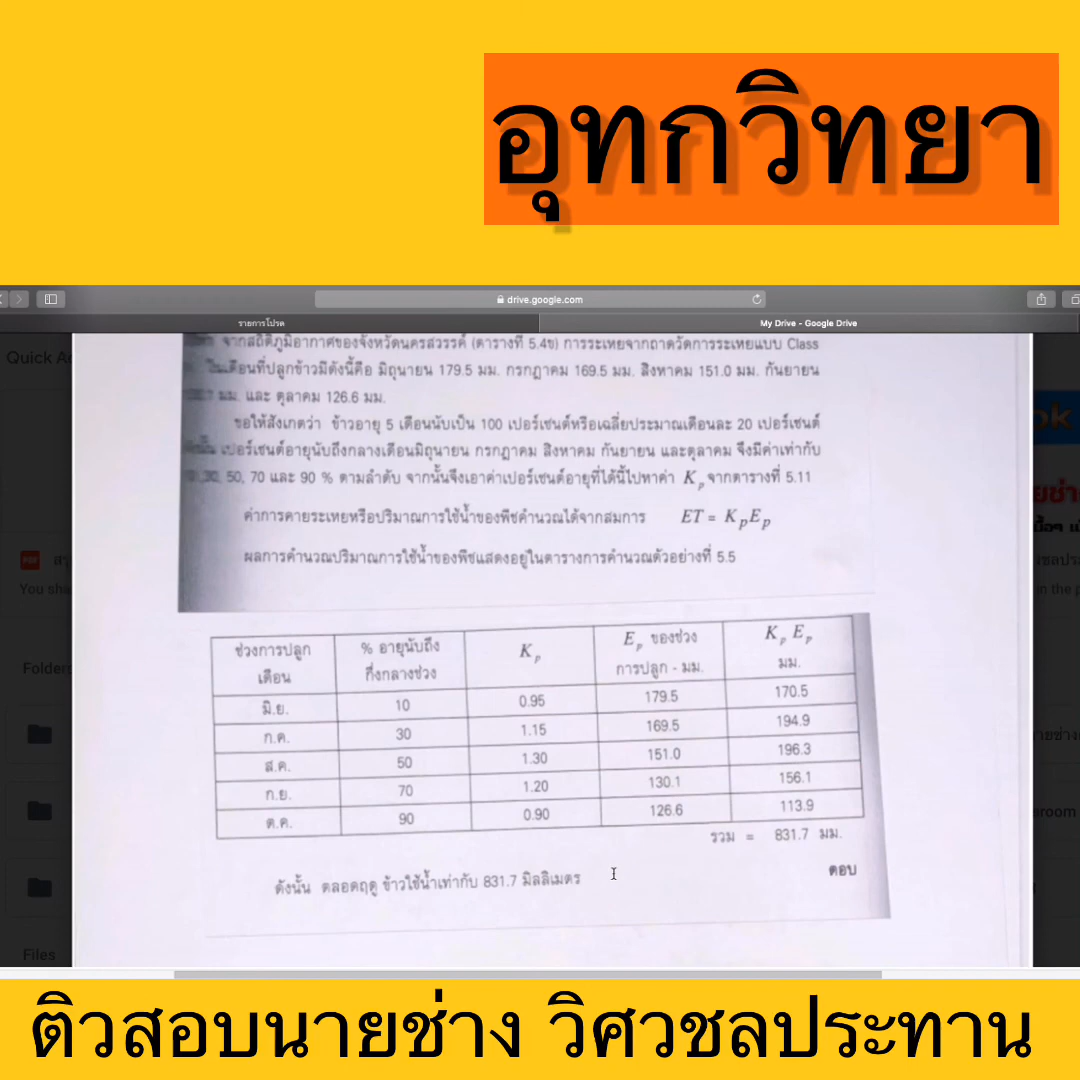 อุทกวิทยา
drive.google.com
รายการโปรด
My Drive - Google Drive
Quick
จากสถิติภูมิอากาศของจังหวัดนครสวรรค์ (ตารางที่ 5.4ข) การระเหยจากถาดวัดการระเหยแบบ Class
ในเดือนที่ปลูกข้าวมีดังนี้คือ มิถุนายน 179.5 มม. กรกฎาคม 169.5 มม. สิงหาคม 151.0 มม. กันยายน
มม. และ ตุลาคม 126.6 มม.
ขอให้สังเกตว่า ข้าวอายุ 5 เดือนนับเป็น 100 เปอร์เซนต์หรือเฉลี่ยประมาณเดือนละ 20 เปอร์เซนต์
เปอร์เซนต์อายุนับถึงกลางเดือนมิถุนายน กรกฎาคม สิงหาคม กันยายน และตุลาคม จึงมีค่าเท่ากับ
50, 70 และ 90 % ตามลำดับ จากนั้นจึงเอาค่าเปอร์เซนต์อายุที่ได้นี้ไปหาค่า Kp จากตารางที่ 5.11
ค่าการคายระเหยหรือปริมาณการใช้น้ำของพืชคำนวณได้จากสมการ ET = KpEp
ผลการคำนวณปริมาณการใช้น้ำของพืชแสดงอยู่ในตารางการคำนวณตัวอย่างที่ 5.5
PDF
You sha
in the p
Folder
ช่วงการปลูก % อายุนับถึง Kp Ep ของช่วง Kp Ep
เดือน กึ่งกลางช่วง การปลูก - มม. มม.
มิ.ย. 10 0.95 179.5 170.5
ก.ค. 30 1.15 169.5 194.9
ส.ค. 50 1.30 151.0 196.3
ก.ย. 70 1.20 130.1 156.1
ต.ค. 90 0.90 126.6 113.9
รวม = 831.7 มม.
ดังนั้น ตลอดฤดู ข้าวใช้น้ำเท่ากับ 831.7 มิลลิเมตร ตอบ
Files
ติวสอบนายช่าง วิศวชลประทาน